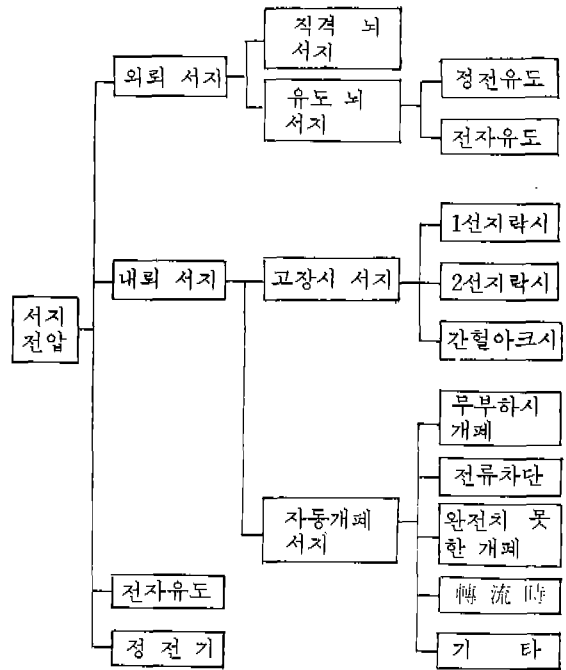 직격 뇌
서지
외뢰 서지
유도 뇌
서지
정전유도
전자유도
1선지락시
내뢰 서지
고장시 서지
2선지락시
서지
전압
간헐아크시
무부하시
개폐
전류차단
자동개폐
서지
완전치 못
한 개폐
전자유도
轉流時
정전기
기 타